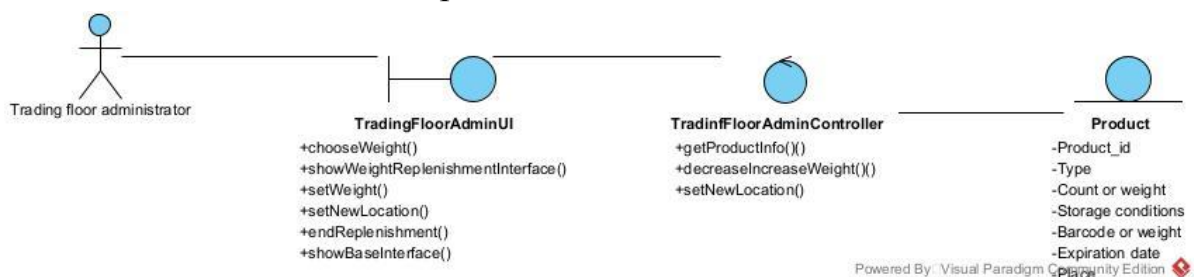 Trading floor administrator
TradingFloorAdminUI
+chooseWeight()
+showWeightReplenishmentInterface()
+setWeight()
+setNewLocation()
+endReplenishment()
+showBaseInterface()
TradinfFloorAdminController
+getProductInfo()()
+decreaseIncreaseWeight()()
+setNewLocation()
Product
-Product_id
-Type
-Count or weight
-Storage conditions
-Barcode or weight
-Expiration date
-Place
Powered By Visual Paradigm Community Edition